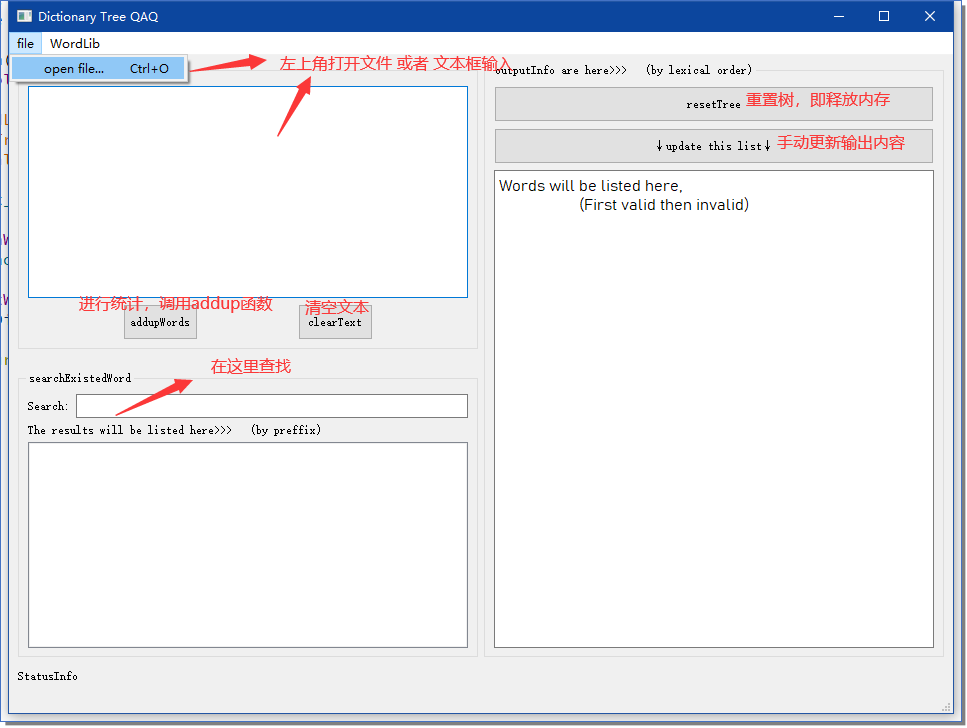 Dictionary Tree QAQ
file WordLib
open file... Ctrl+O
左上角打开文件 或者 文本框输入
outputInfo are here>>> (by lexical order)
resetTree 重置树，即释放内存
↓update this list↓ 手动更新输出内容
Words will be listed here,
(First valid then invalid)
进行统计，调用addup函数
清空文本
addupWords
clearText
在这里查找
searchExistedWord
Search:
The results will be listed here>>> (by preffix)
StatusInfo